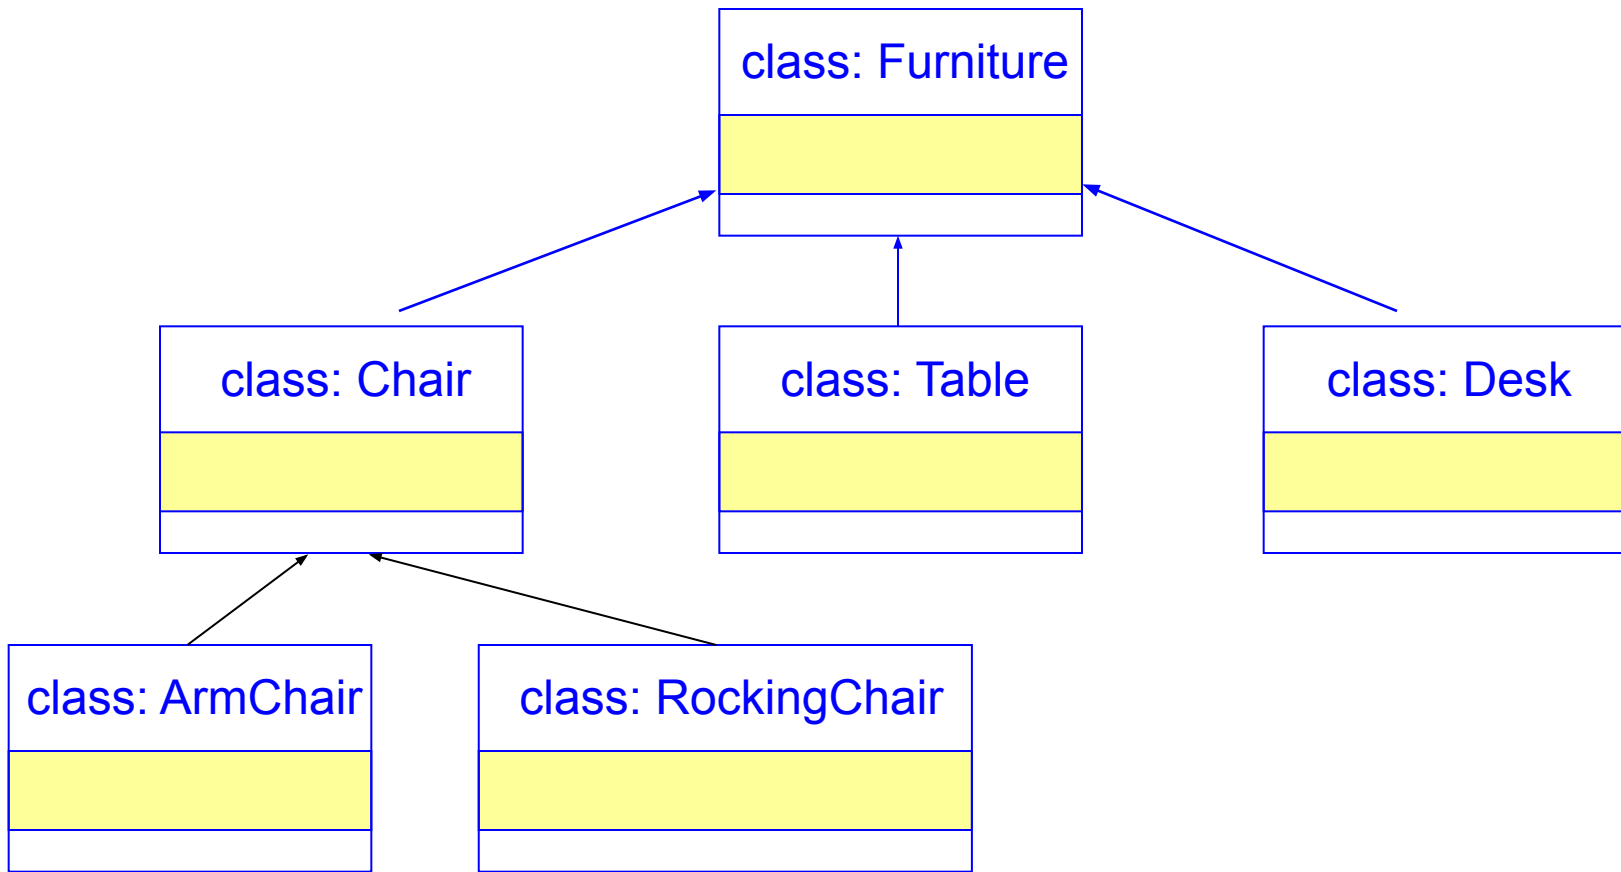 class: Furniture
class: Chair
class: Table
class: Desk
class: ArmChair
class: RockingChair